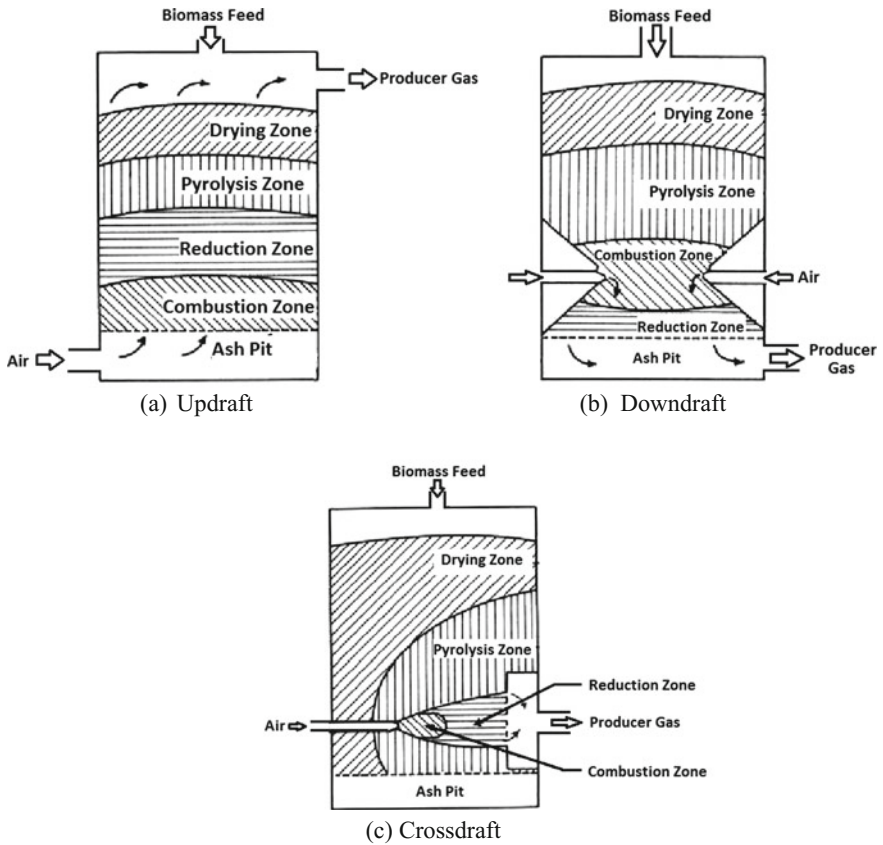 Biomass Feed
Producer Gas
Drying Zone
Pyrolysis Zone
Reduction Zone
Combustion Zone
Air
Ash Pit
(a) Updraft
Biomass Feed
Drying Zone
Pyrolysis Zone
Combustion Zone
Air
Reduction Zone
Ash Pit
Producer
Gas
(b) Downdraft
Biomass Feed
Drying Zone
Pyrolysis Zone
Reduction Zone
Air
Producer Gas
Combustion Zone
Ash Pit
(c) Crossdraft